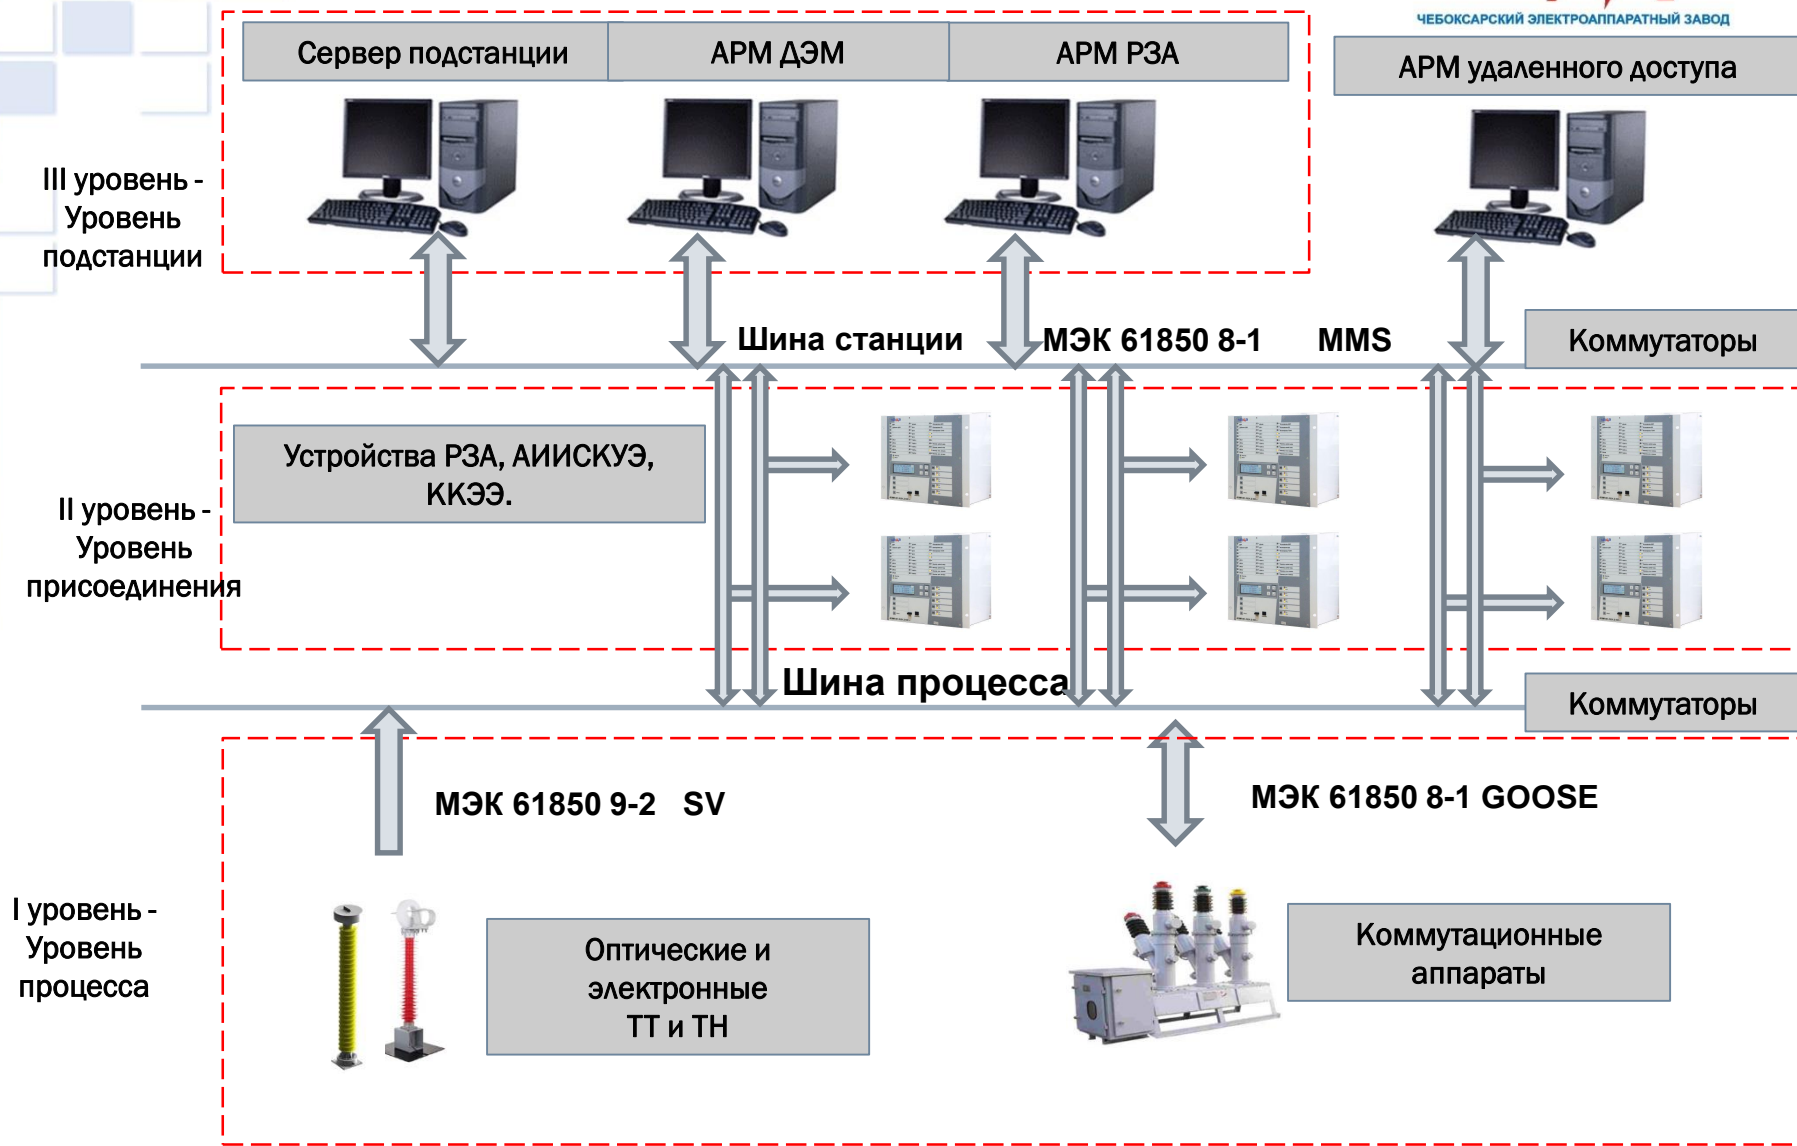 ЧЕБОКСАРСКИЙ ЭЛЕКТРОАППАРАТНЫЙ ЗАВОД
Сервер подстанции
АРМ ДЭМ
АРМ РЗА
АРМ удаленного доступа
III уровень -
Уровень
подстанции
Шина станции
МЭК 61850 8-1
MMS
Коммутаторы
Устройства РЗА, АИИСКУЭ,
ККЭЭ.
II уровень -
Уровень
присоединения
Шина процесса
Коммутаторы
МЭК 61850 9-2 SV
МЭК 61850 8-1 GOOSE
I уровень -
Уровень
процесса
Оптические и
электронные
ТТ и ТН
Коммутационные
аппараты